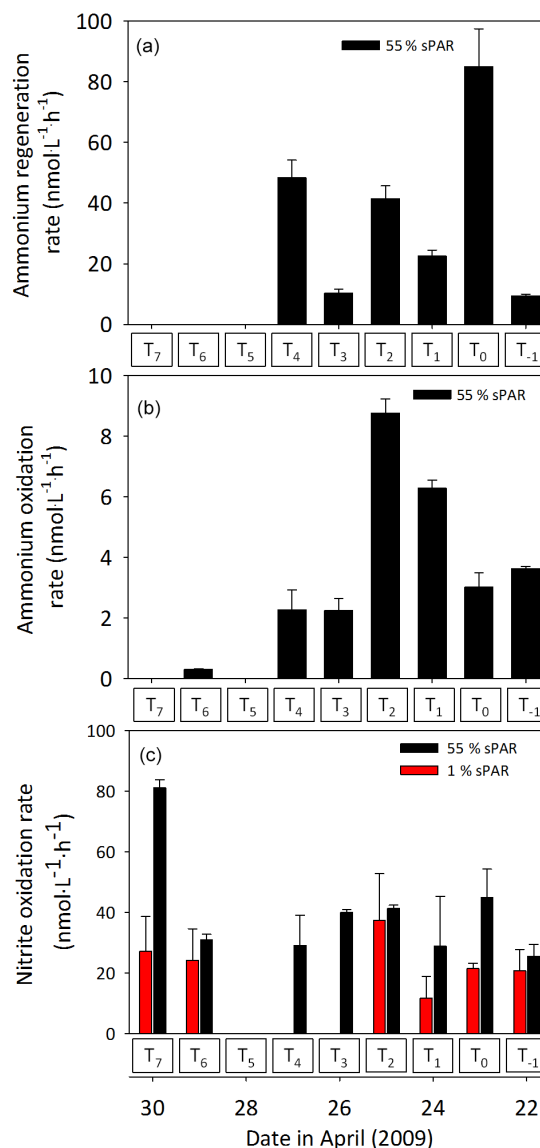 (a)
55 % sPAR
Ammonium regeneration
rate (nmol·L⁻¹·h⁻¹)
100
80
60
40
20
0
T₇ T₆ T₅ T₄ T₃ T₂ T₁ T₀ T₋₁
(b)
55 % sPAR
Ammonium oxidation
rate (nmol·L⁻¹·h⁻¹)
10
8
6
4
2
0
T₇ T₆ T₅ T₄ T₃ T₂ T₁ T₀ T₋₁
(c)
55 % sPAR
1 % sPAR
Nitrite oxidation rate
(nmol·L⁻¹·h⁻¹)
100
80
60
40
20
0
T₇ T₆ T₅ T₄ T₃ T₂ T₁ T₀ T₋₁
30 28 26 24 22
Date in April (2009)